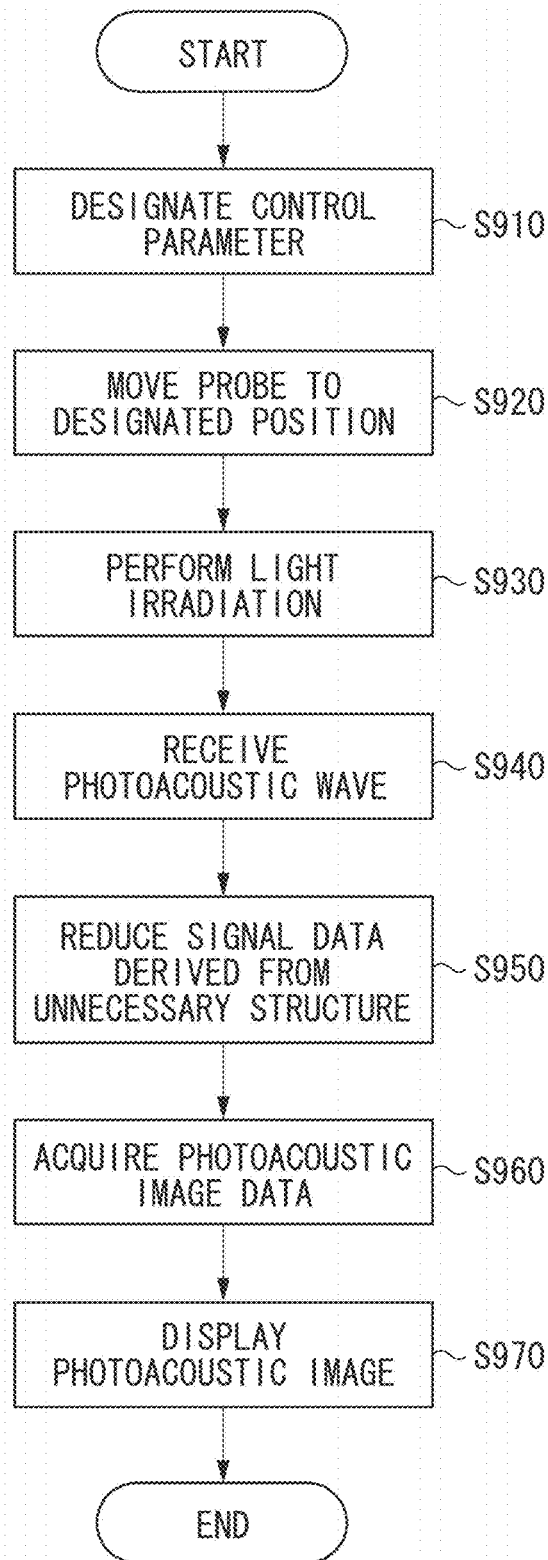 START
DESIGNATE CONTROL
PARAMETER
S910
MOVE PROBE TO
DESIGNATED POSITION
S920
PERFORM LIGHT
IRRADIATION
S930
RECEIVE
PHOTOACOUSTIC WAVE
S940
REDUCE SIGNAL DATA
DERIVED FROM
UNNECESSARY STRUCTURE
S950
ACQUIRE PHOTOACOUSTIC
IMAGE DATA
S960
DISPLAY
PHOTOACOUSTIC IMAGE
S970
END